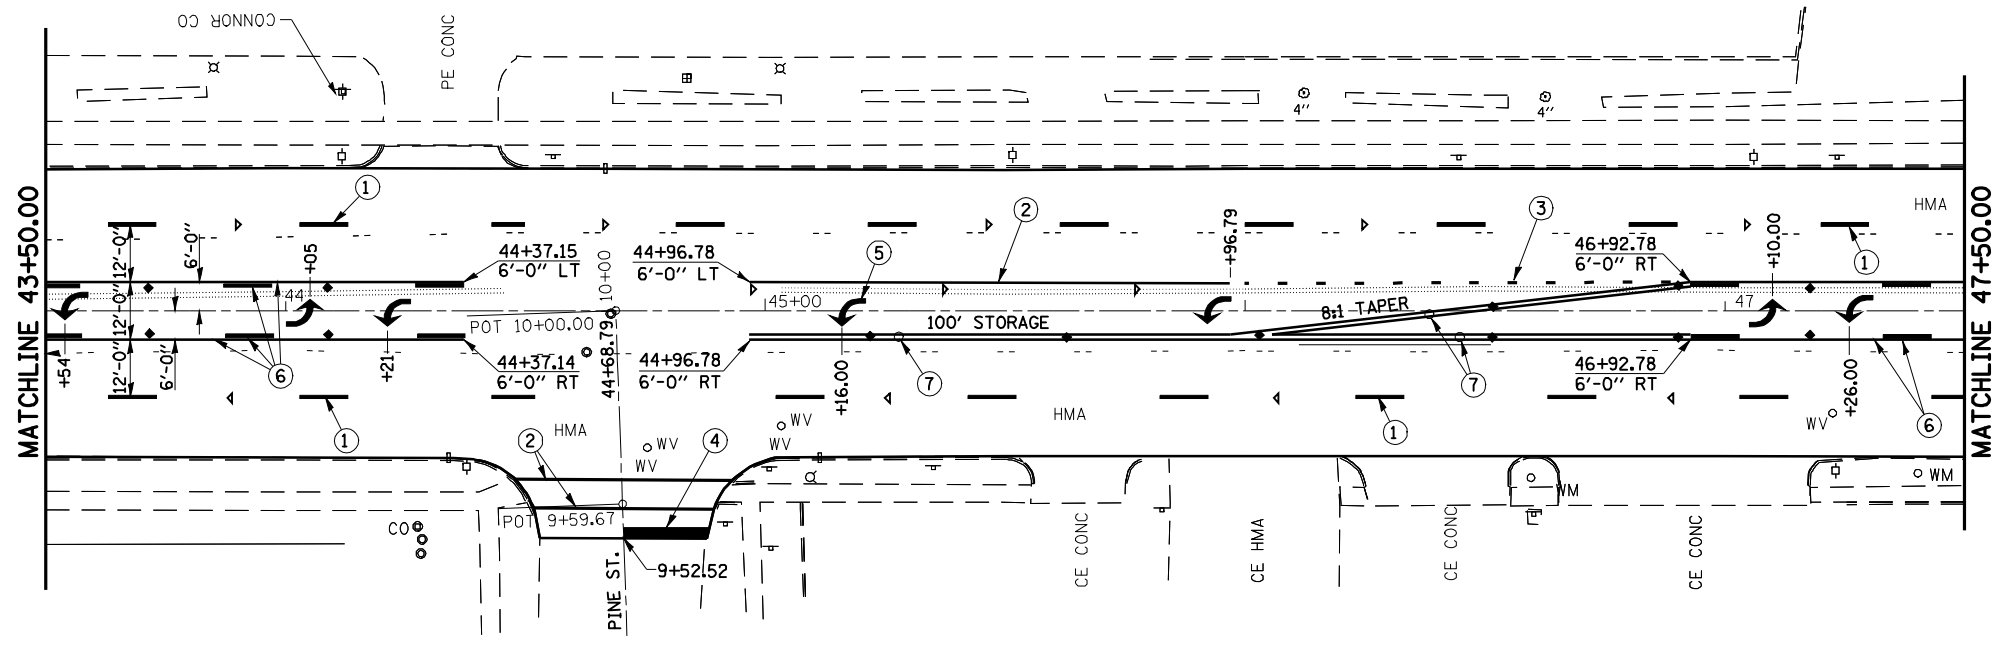 CONNOR CO
PE CONC
MATCHLINE 43+50.00
MATCHLINE 47+50.00
1
2
3
HMA
4"
4"
12'-0"
6'-0"
+05
44+37.15
6'-0" LT
10+00
44+96.78
6'-0" LT
5
+96.79
46+92.78
6'-0" RT
+10.00
1
44
45+00
47
12'-0"
POT 10+00.00
100' STORAGE
8:1 TAPER
+54
12'-0"
6'-0"
6
+21
44+37.14
6'-0" RT
44+68.79
44+96.78
6'-0" RT
+16.00
7
7
46+92.78
6'-0" RT
+26.00
6
1
2
HMA
WV
WV
WV
4
HMA
1
WV
WM
WM
CO
POT 9+59.67
PINE ST.
9+52.52
CE CONC
CE HMA
CE CONC
CE CONC